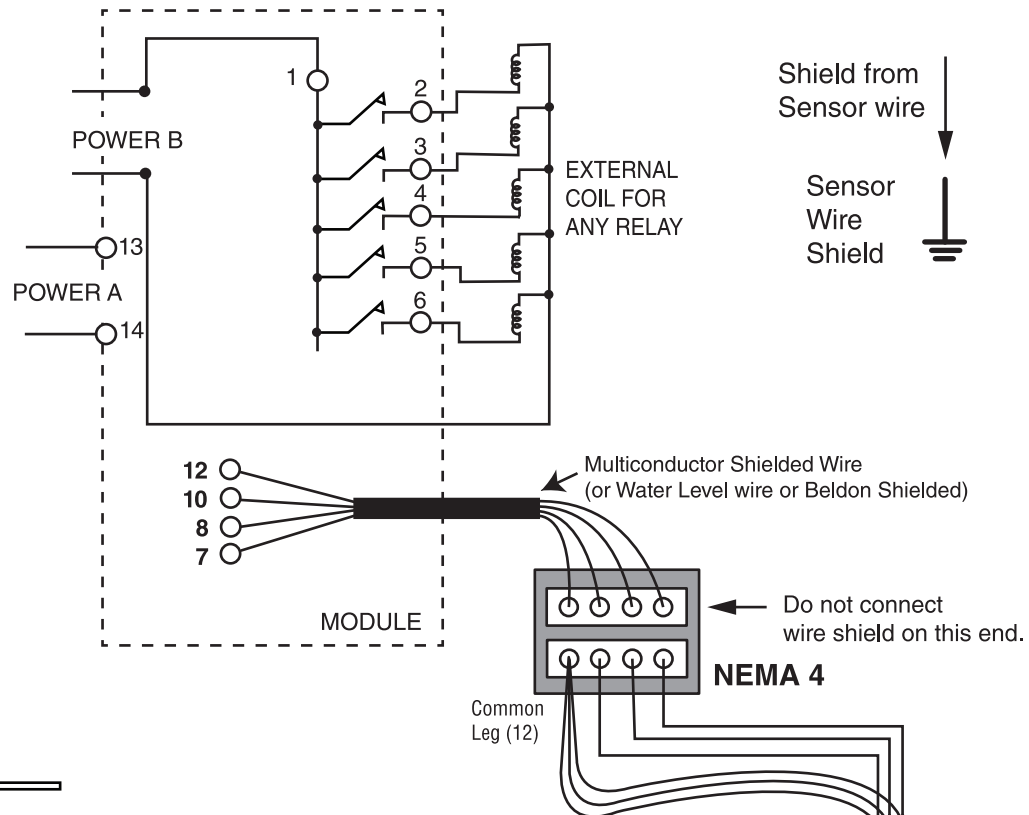 1
2
POWER B
3
4
EXTERNAL
COIL FOR
ANY RELAY
13
5
POWER A
6
14
Shield from
Sensor wire
Sensor
Wire
Shield
12
10
8
7
Multiconductor Shielded Wire
(or Water Level wire or Beldon Shielded)
MODULE
Do not connect
wire shield on this end.
NEMA 4
Common
Leg (12)